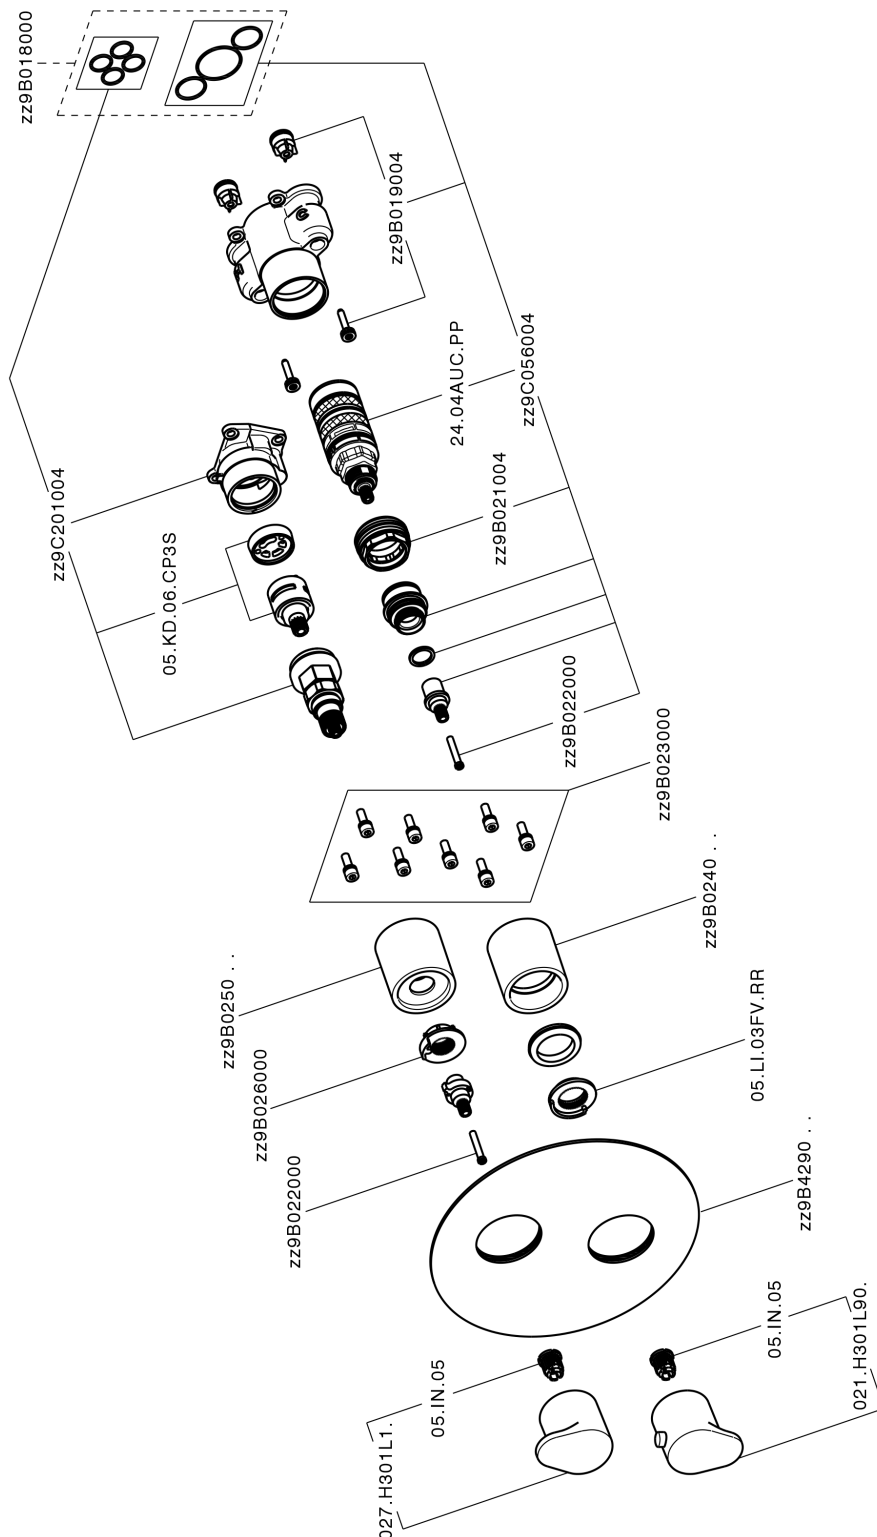 zz9B018000
zz9B019004
24.04AUC.PP
zz9C056004
zz9C201004
05.KD.06.CP3S
zz9B021004
zz9B022000
zz9B023000
zz9B0240 . .
zz9B0250 . .
05.LI.03FV.RR
zz9B026000
zz9B022000
zz9B4290 . .
05.IN.05
021.H301L90.
05.IN.05
027.H301L1.